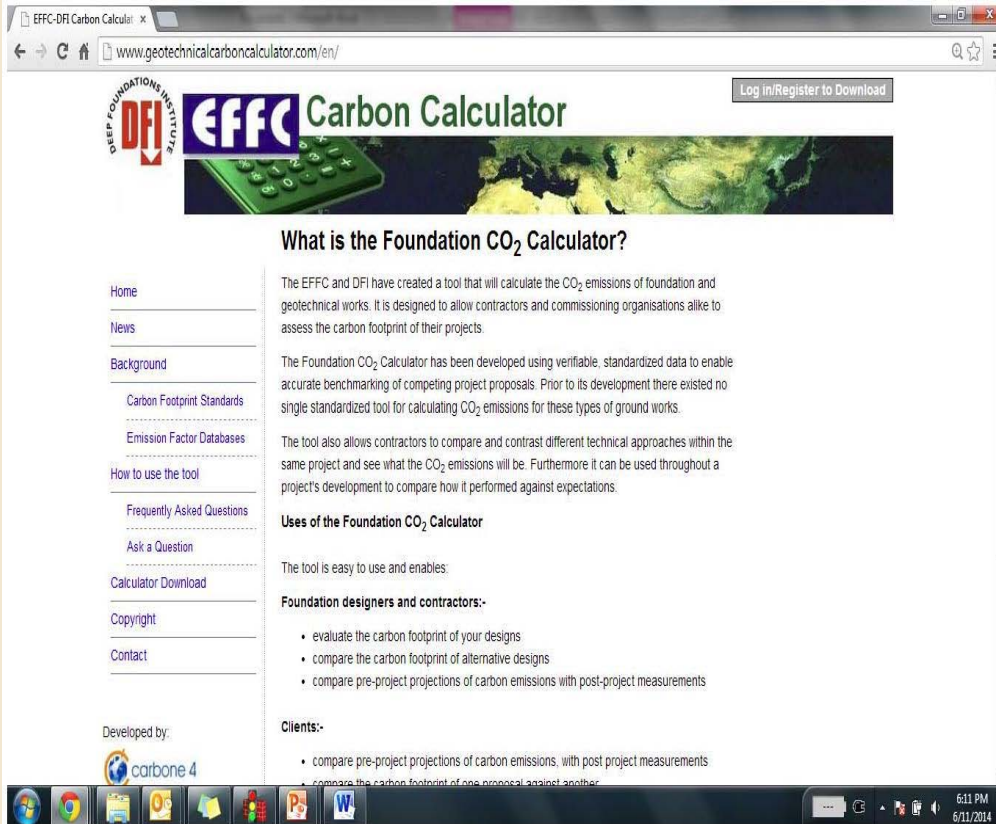 EFFC-DFI Carbon Calculat
www.geotechnicalcarboncalculator.com/en/
Log in/Register to Download
DEEP FOUNDATIONS INSTITUTE
DFI
EFFC Carbon Calculator
What is the Foundation CO₂ Calculator?
Home
News
Background
Carbon Footprint Standards
Emission Factor Databases
How to use the tool
Frequently Asked Questions
Ask a Question
Calculator Download
Copyright
Contact
Developed by:
carbone 4
The EFFC and DFI have created a tool that will calculate the CO₂ emissions of foundation and
geotechnical works. It is designed to allow contractors and commissioning organisations alike to
assess the carbon footprint of their projects.
The Foundation CO₂ Calculator has been developed using verifiable, standardized data to enable
accurate benchmarking of competing project proposals. Prior to its development there existed no
single standardized tool for calculating CO₂ emissions for these types of ground works.
The tool also allows contractors to compare and contrast different technical approaches within the
same project and see what the CO₂ emissions will be. Furthermore it can be used throughout a
project's development to compare how it performed against expectations.
Uses of the Foundation CO₂ Calculator
The tool is easy to use and enables:
Foundation designers and contractors:-
• evaluate the carbon footprint of your designs
• compare the carbon footprint of alternative designs
• compare pre-project projections of carbon emissions with post-project measurements
Clients:-
• compare pre-project projections of carbon emissions, with post project measurements
• compare the carbon footprint of one proposal against another
6:11 PM
6/11/2014